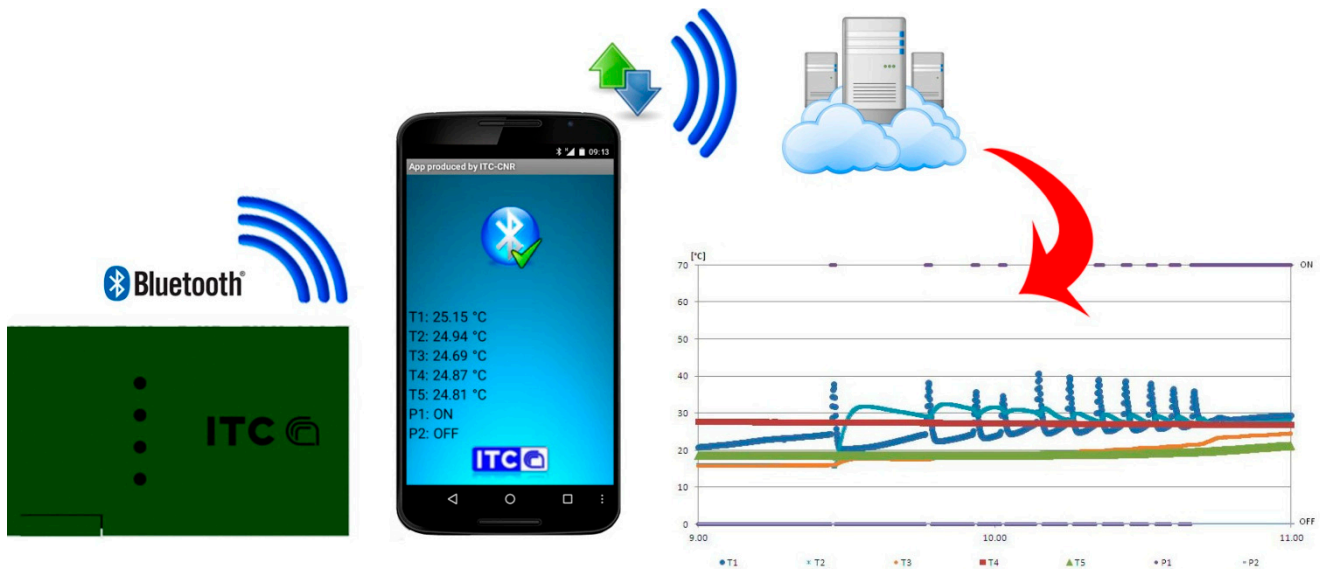 Bluetooth®
ITC
09:13
App produced by ITC-CNR
T1: 25.15 °C
T2: 24.94 °C
T3: 24.69 °C
T4: 24.87 °C
T5: 24.81 °C
P1: ON
P2: OFF
ITC
[°C]
70
60
50
40
30
20
10
0
ON
OFF
9.00
10.00
11.00
T1
T2
T3
T4
T5
P1
P2